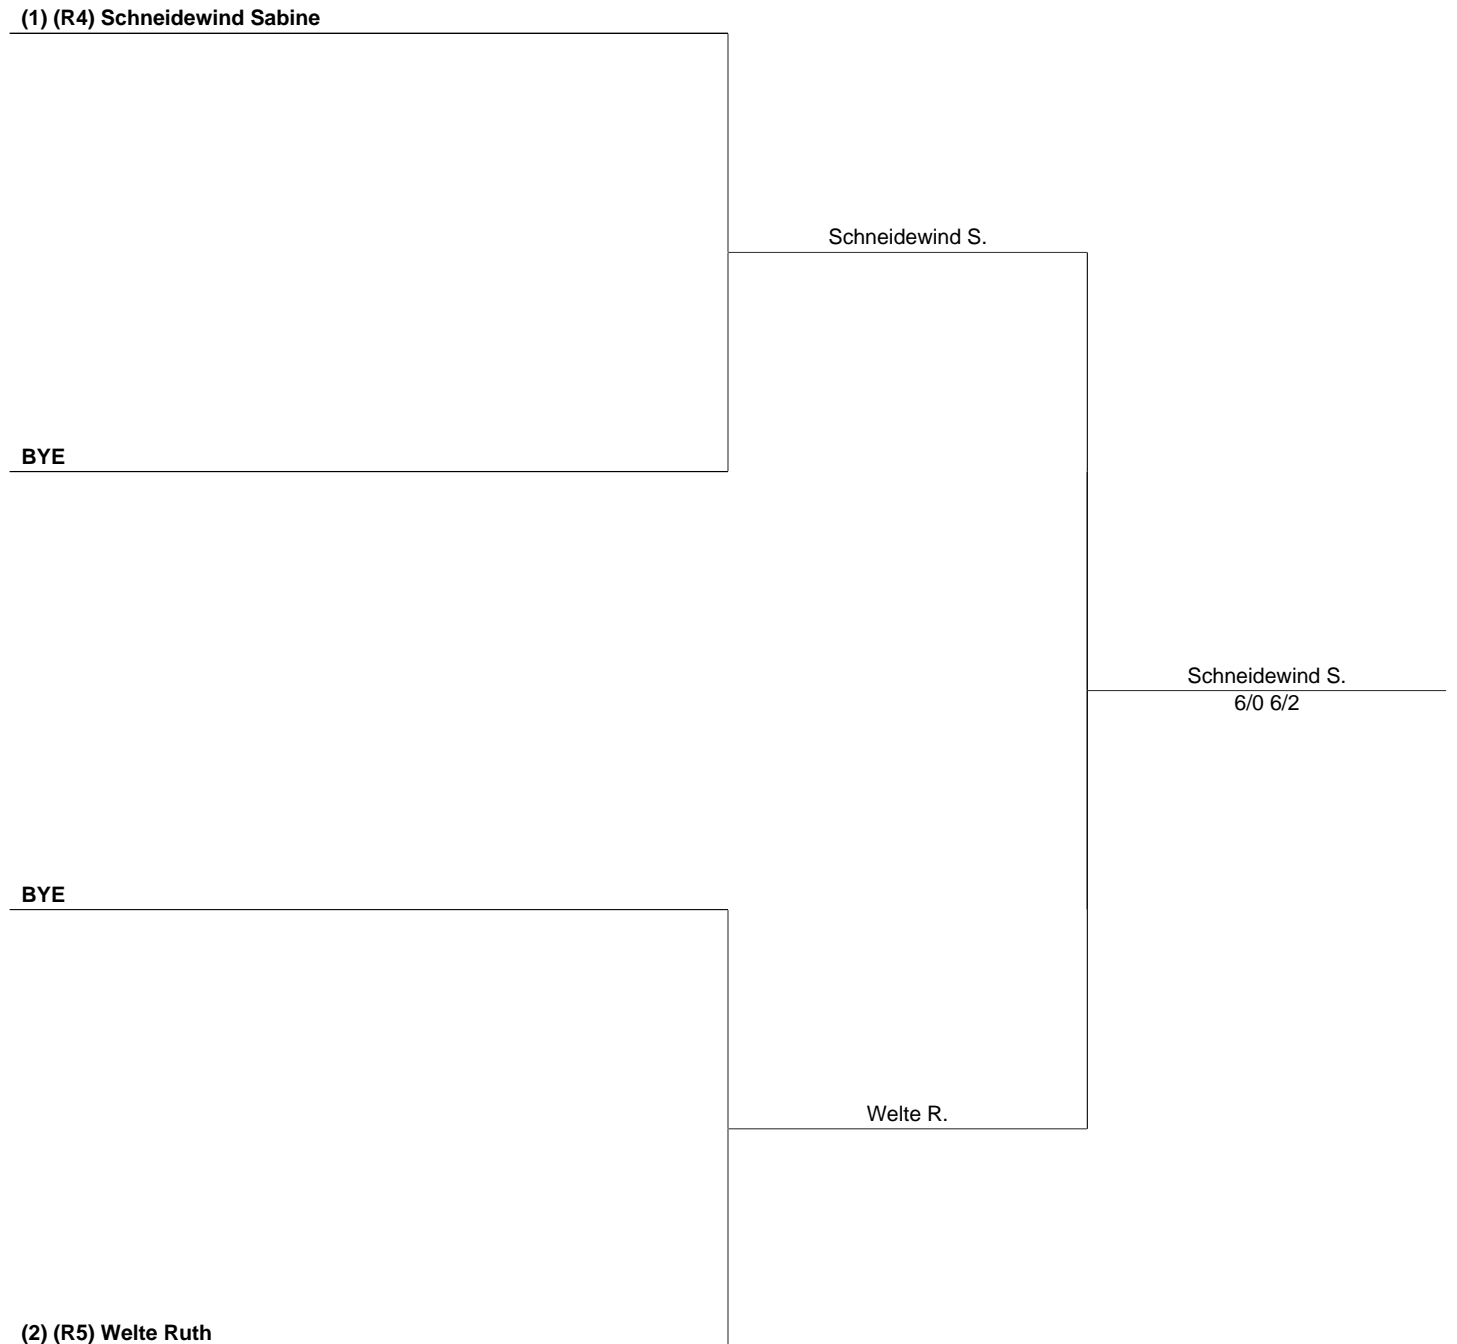 (1) (R4) Schneidewind Sabine
Schneidewind S.
BYE
Schneidewind S.
6/0 6/2
BYE
Welte R.
(2) (R5) Welte Ruth